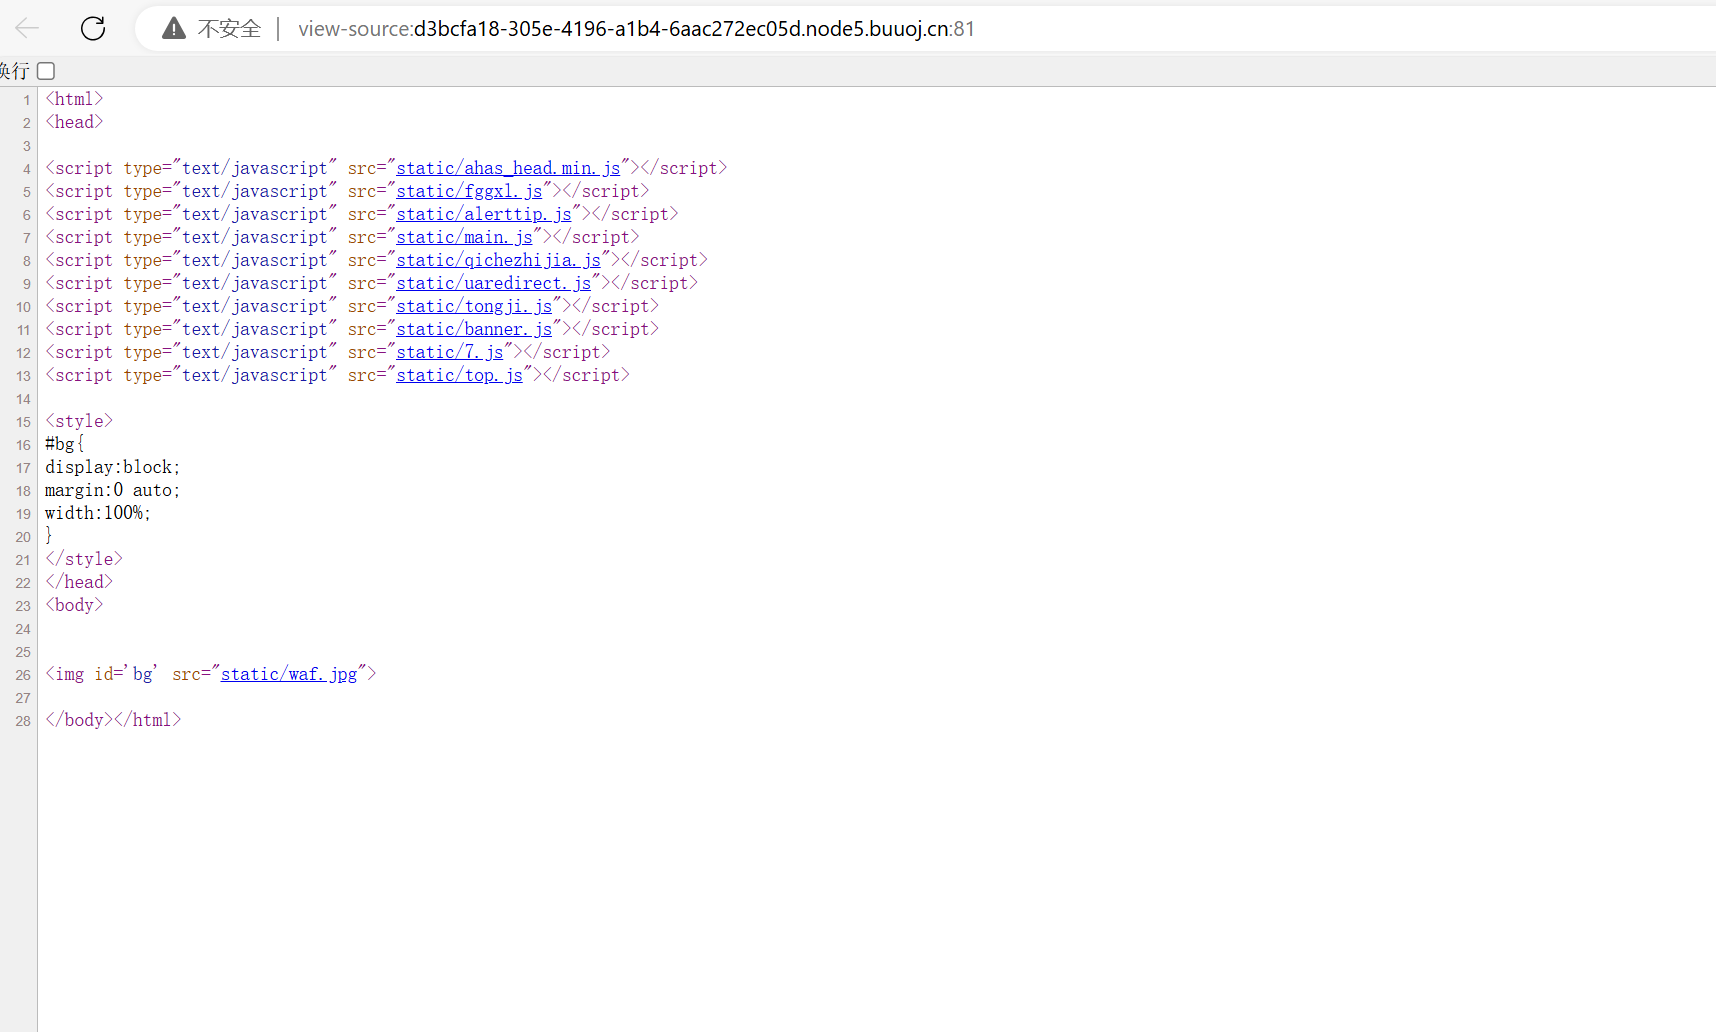 不安全 view-source:d3bcfa18-305e-4196-a1b4-6aac272ec05d.node5.buuoj.cn:81
换行
1 <html>
2 <head>
3
4 <script type="text/javascript" src="static/ahas_head.min.js"></script>
5 <script type="text/javascript" src="static/fggxl.js"></script>
6 <script type="text/javascript" src="static/alerttip.js"></script>
7 <script type="text/javascript" src="static/main.js"></script>
8 <script type="text/javascript" src="static/qichezhijia.js"></script>
9 <script type="text/javascript" src="static/uaredirect.js"></script>
10 <script type="text/javascript" src="static/tongji.js"></script>
11 <script type="text/javascript" src="static/banner.js"></script>
12 <script type="text/javascript" src="static/7.js"></script>
13 <script type="text/javascript" src="static/top.js"></script>
14
15 <style>
16 #bg{
17 display:block;
18 margin:0 auto;
19 width:100%;
20 }
21 </style>
22 </head>
23 <body>
24
25
26 <img id='bg' src="static/waf.jpg">
27
28 </body></html>